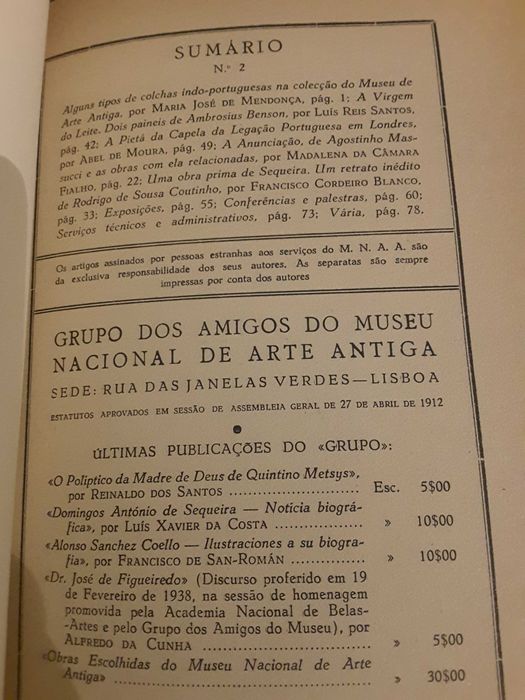 SUMÁRIO
N.º 2
Alguns tipos de colchas indo-portuguesas na colecção do Museu de
Arte Antiga, por MARIA JOSÉ DE MENDONÇA, pág. 1; A Virgem
do Leite. Dois paineis de Ambrosius Benson, por LUÍS REIS SANTOS,
pág. 42; A Pietá da Capela da Legação Portuguesa em Londres,
por ABEL DE MOURA, pág. 49; A Anunciação, de Agostinho Mas-
succi e as obras com ela relacionadas, por MADALENA DA CÂMARA
FIALHO, pág. 22; Uma obra prima de Sequeira. Um retrato inédito
de Rodrigo de Sousa Coutinho, por FRANCISCO CORDEIRO BLANCO,
pág. 33; Exposições, pág. 55; Conferências e palestras, pág. 60;
Serviços técnicos e administrativos, pág. 73; Vária, pág. 78.
Os artigos assinados por pessoas estranhas aos serviços do M. N. A. A. são
da exclusiva responsabilidade dos seus autores. As separatas são sempre
impressas por conta dos autores
GRUPO DOS AMIGOS DO MUSEU
NACIONAL DE ARTE ANTIGA
SEDE: RUA DAS JANELAS VERDES—LISBOA
ESTATUTOS APROVADOS EM SESSÃO DE ASSEMBLEIA GERAL DE 27 DE ABRIL DE 1912
ÚLTIMAS PUBLICAÇÕES DO «GRUPO»:
«O Políptico da Madre de Deus de Quintino Metsys»,
por REINALDO DOS SANTOS .................. Esc. 5$00
«Domingos António de Sequeira — Notícia biográ-
fica», por LUÍS XAVIER DA COSTA .................. » 10$00
«Alonso Sanchez Coello — Ilustraciones a su biogra-
fia», por FRANCISCO DE SAN-ROMÁN ............... » 10$00
«Dr. José de Figueiredo» (Discurso proferido em 19
de Fevereiro de 1938, na sessão de homenagem
promovida pela Academia Nacional de Belas-
-Artes e pelo Grupo dos Amigos do Museu), por
ALFREDO DA CUNHA ........................... » 5$00
«Obras Escolhidas do Museu Nacional de Arte
Antiga» ........................................ » 30$00